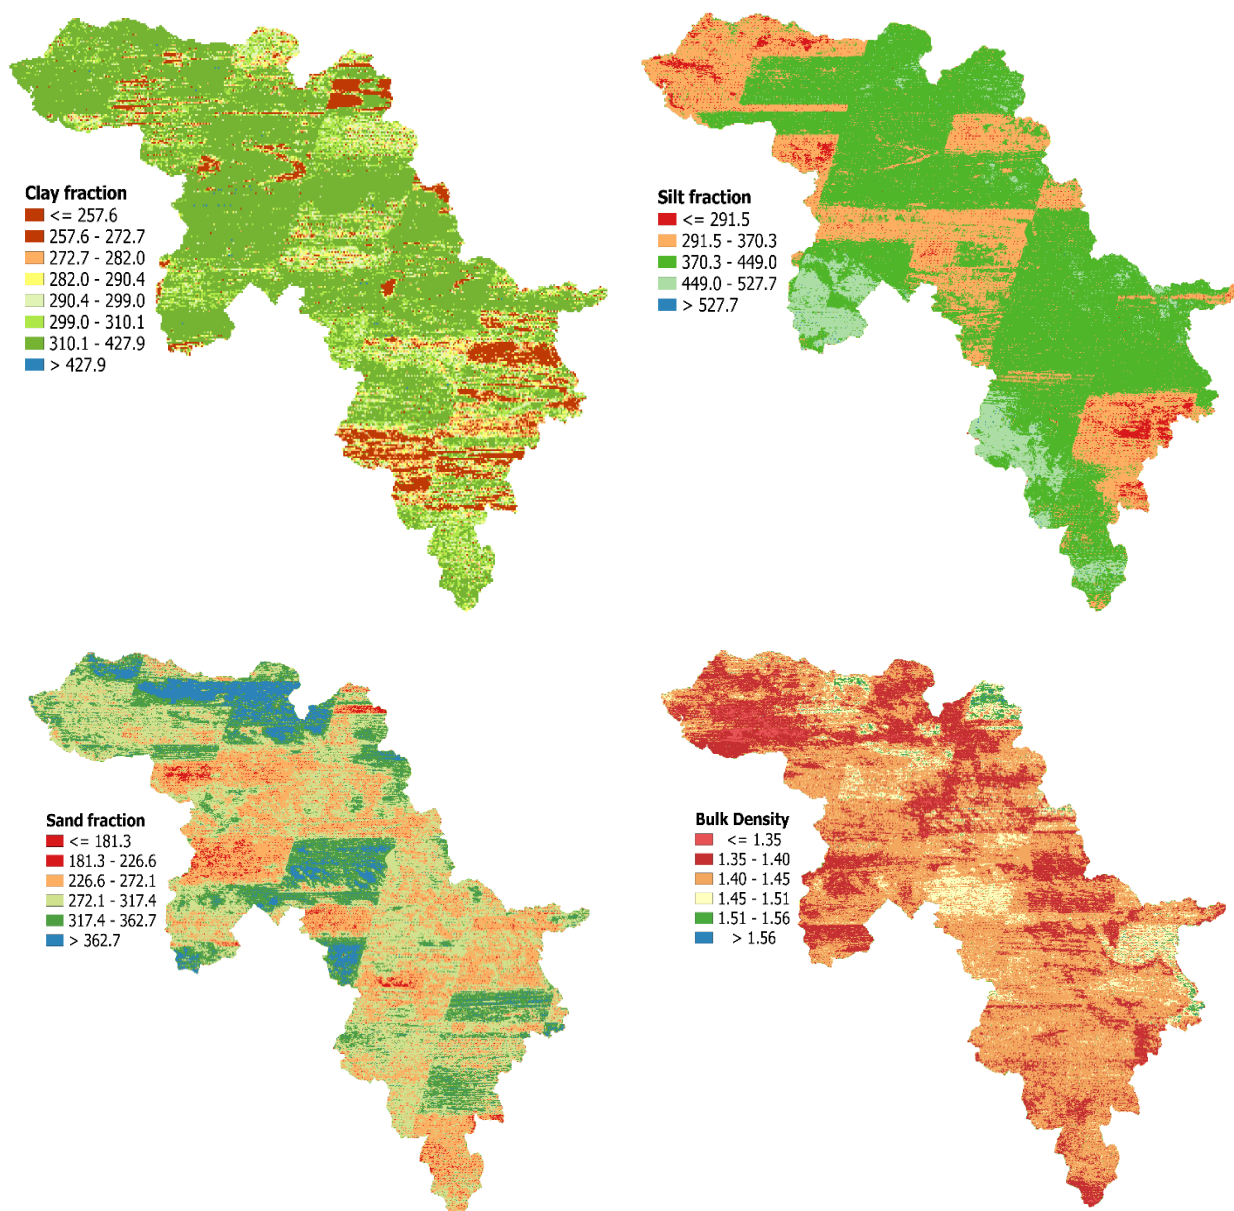 Clay fraction
<= 257.6
257.6 - 272.7
272.7 - 282.0
282.0 - 290.4
290.4 - 299.0
299.0 - 310.1
310.1 - 427.9
> 427.9
Silt fraction
<= 291.5
291.5 - 370.3
370.3 - 449.0
449.0 - 527.7
> 527.7
Sand fraction
<= 181.3
181.3 - 226.6
226.6 - 272.1
272.1 - 317.4
317.4 - 362.7
> 362.7
Bulk Density
<= 1.35
1.35 - 1.40
1.40 - 1.45
1.45 - 1.51
1.51 - 1.56
> 1.56